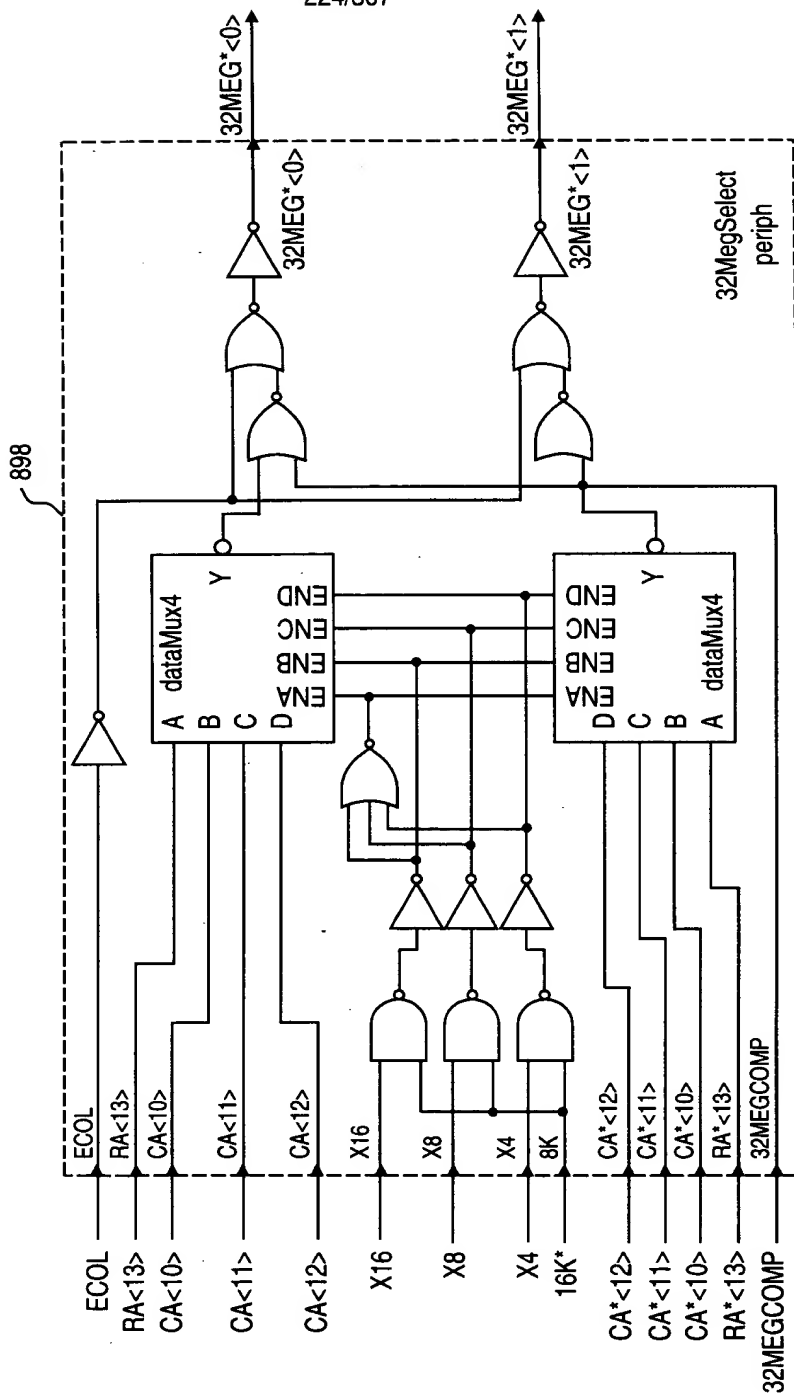 898
ECOL
ECOL
RA<13>
RA<13>
CA<10>
CA<10>
CA<11>
CA<11>
CA<12>
CA<12>
X16
X16
X8
X8
X4
X4
16K*
8K
CA*<12>
CA*<12>
CA*<11>
CA*<11>
CA*<10>
CA*<10>
RA*<13>
RA*<13>
32MEGCOMP
32MEGCOMP
A
B
C
D
dataMux4
Y
ENA
ENB
ENC
END
D
C
B
A
dataMux4
Y
ENA
ENB
ENC
END
32MEG*<0>
32MEG*<0>
32MEG*<1>
32MEG*<1>
32MegSelect
periph